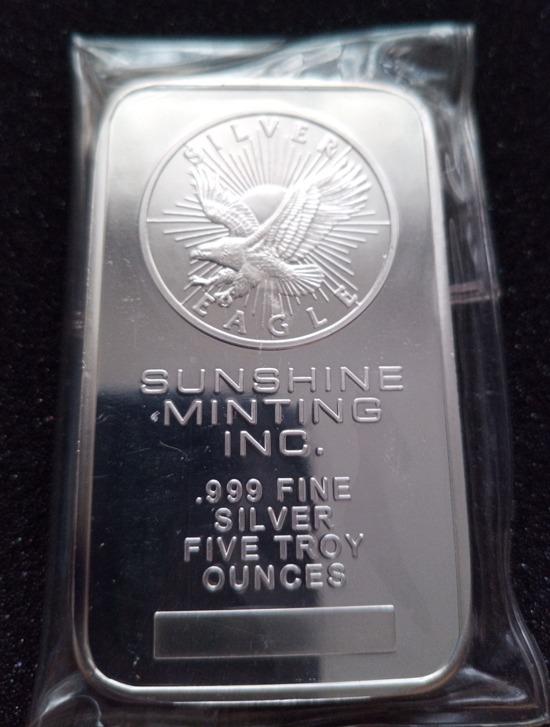 SILVER
EAGLE
SUNSHINE
MINTING
INC.
.999 FINE
SILVER
FIVE TROY
OUNCES